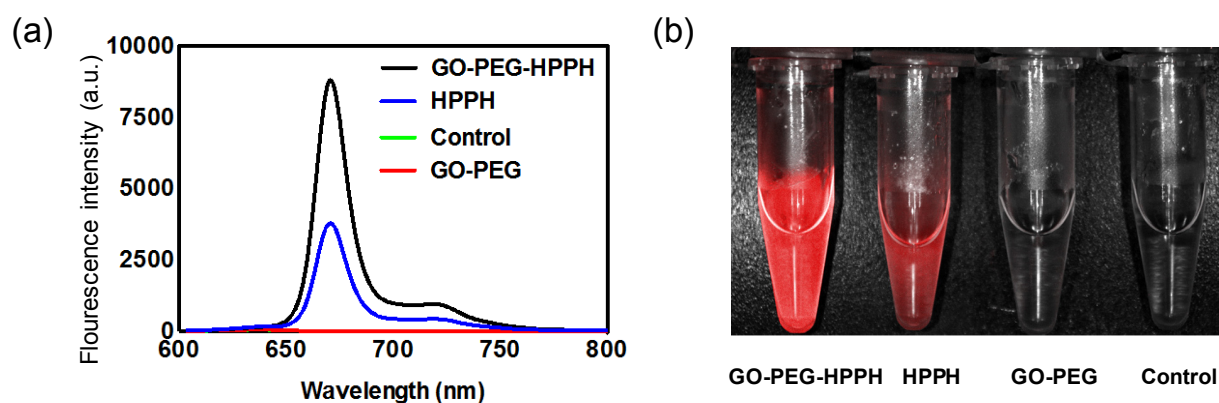 (a)
10000
7500
5000
2500
0
Flourescence intensity (a.u.)
GO-PEG-HPPH
HPPH
Control
GO-PEG
600 650 700 750 800
Wavelength (nm)
(b)
GO-PEG-HPPH HPPH GO-PEG Control